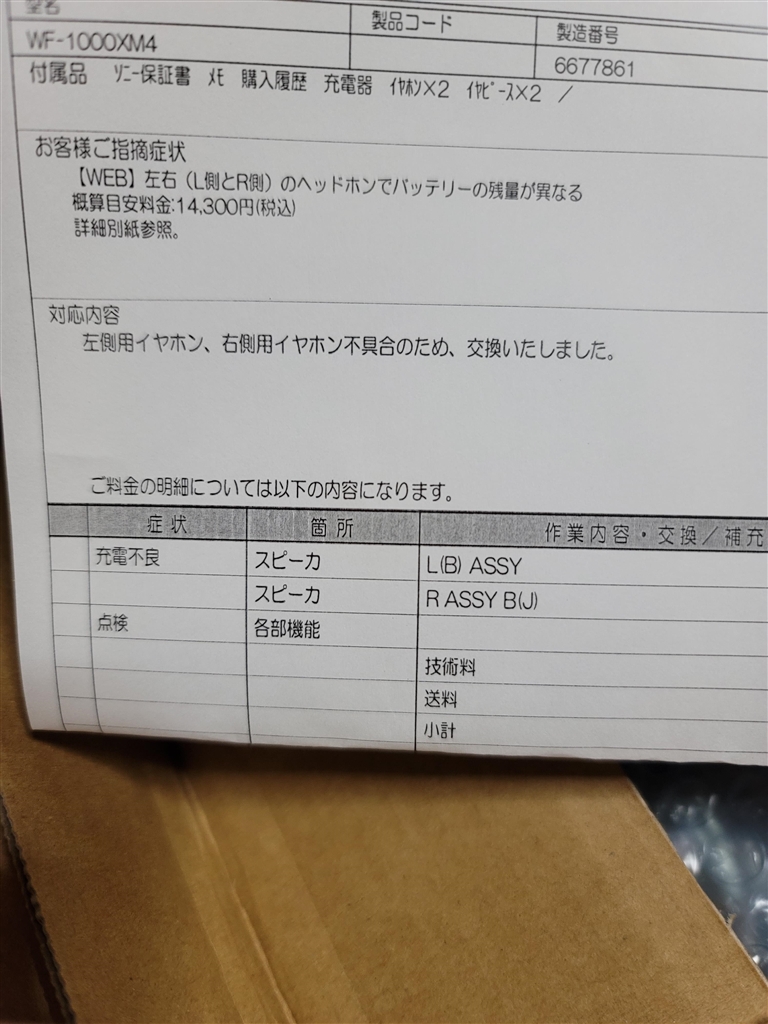 型名
製品コード
製造番号
WF-1000XM4
6677861
付属品 ｿﾆｰ保証書 ﾒﾓ 購入履歴 充電器 ｲﾔﾎﾝ×2 ｲﾔﾋﾟｰｽ×2 /
お客様ご指摘症状
【WEB】左右（L側とR側）のヘッドホンでバッテリーの残量が異なる
概算目安料金:14,300円(税込)
詳細別紙参照。
対応内容
左側用イヤホン、右側用イヤホン不具合のため、交換いたしました。
ご料金の明細については以下の内容になります。
症状 箇所 作業内容・交換／補充
充電不良 スピーカ L(B) ASSY
スピーカ R ASSY B(J)
点検 各部機能
技術料
送料
小計